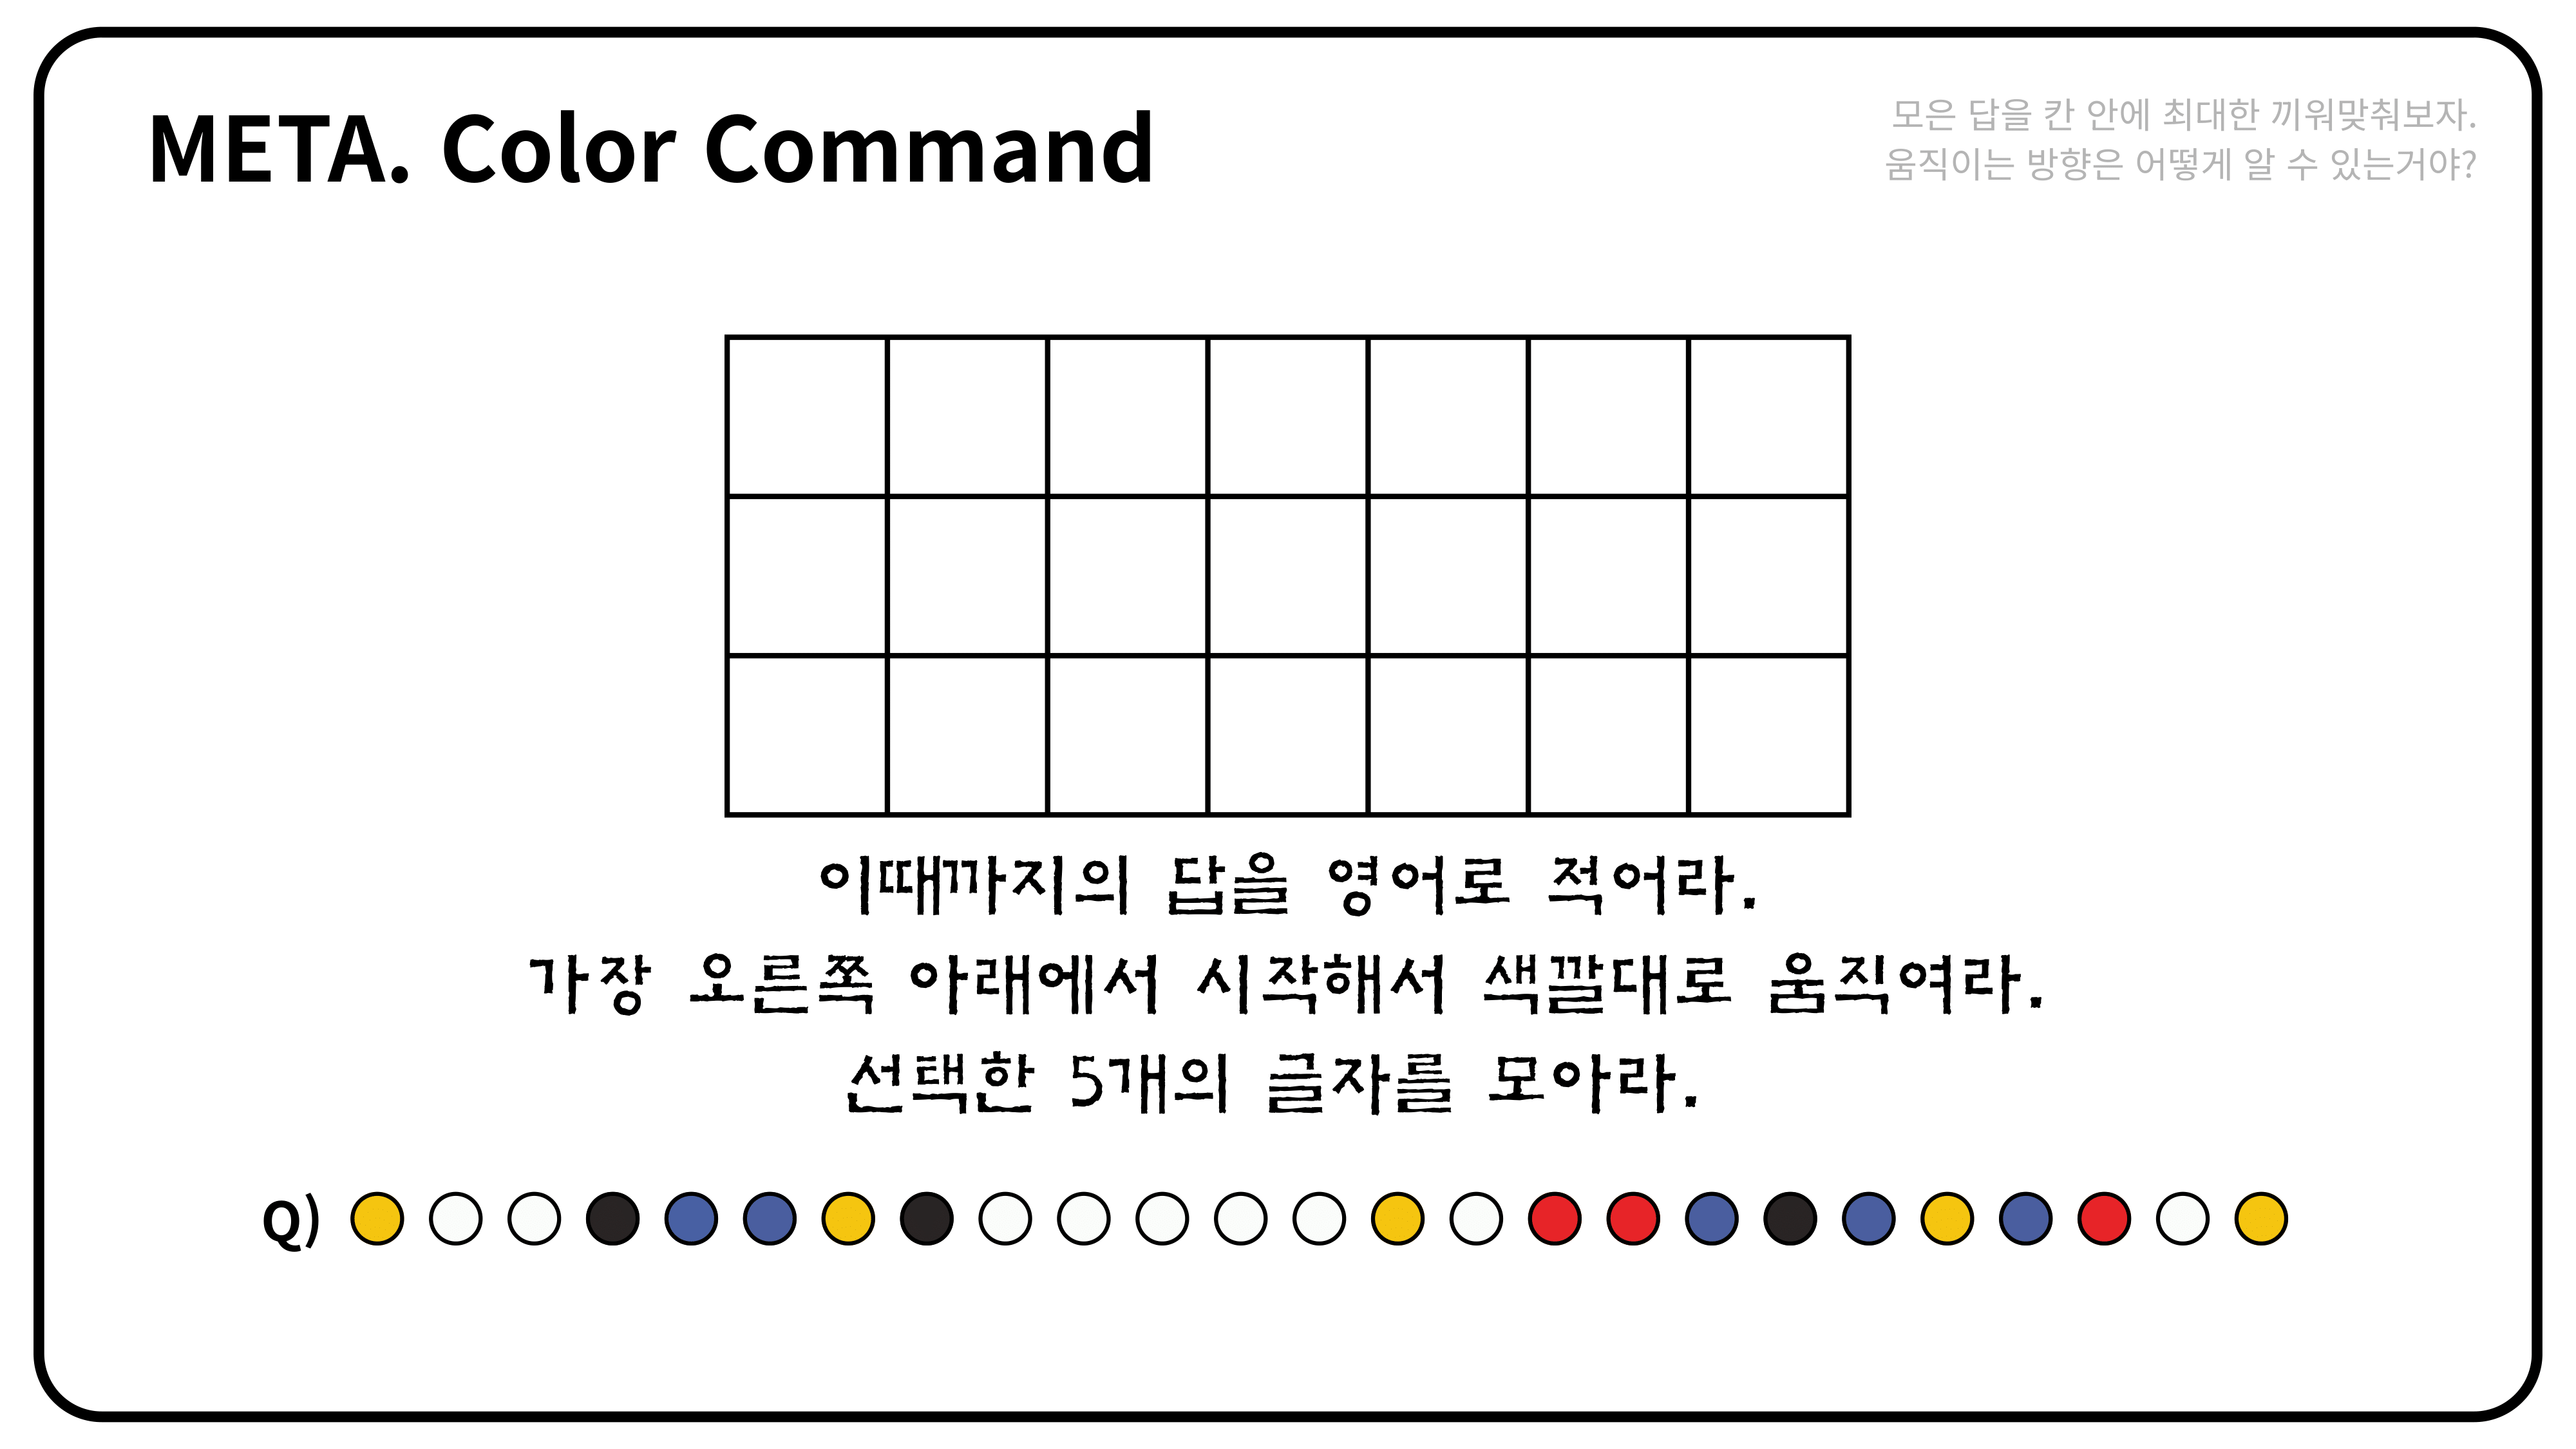 META. Color Command
모은 답을 칸 안에 최대한 끼워맞춰보자.
움직이는 방향은 어떻게 알 수 있는거야?
이때까지의 답을 영어로 적어라.
가장 오른쪽 아래에서 시작해서 색깔대로 움직여라.
선택한 5개의 글자를 모아라.
Q)